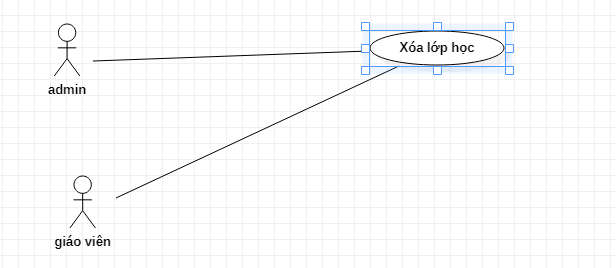 Xóa lớp học
admin
giáo viên